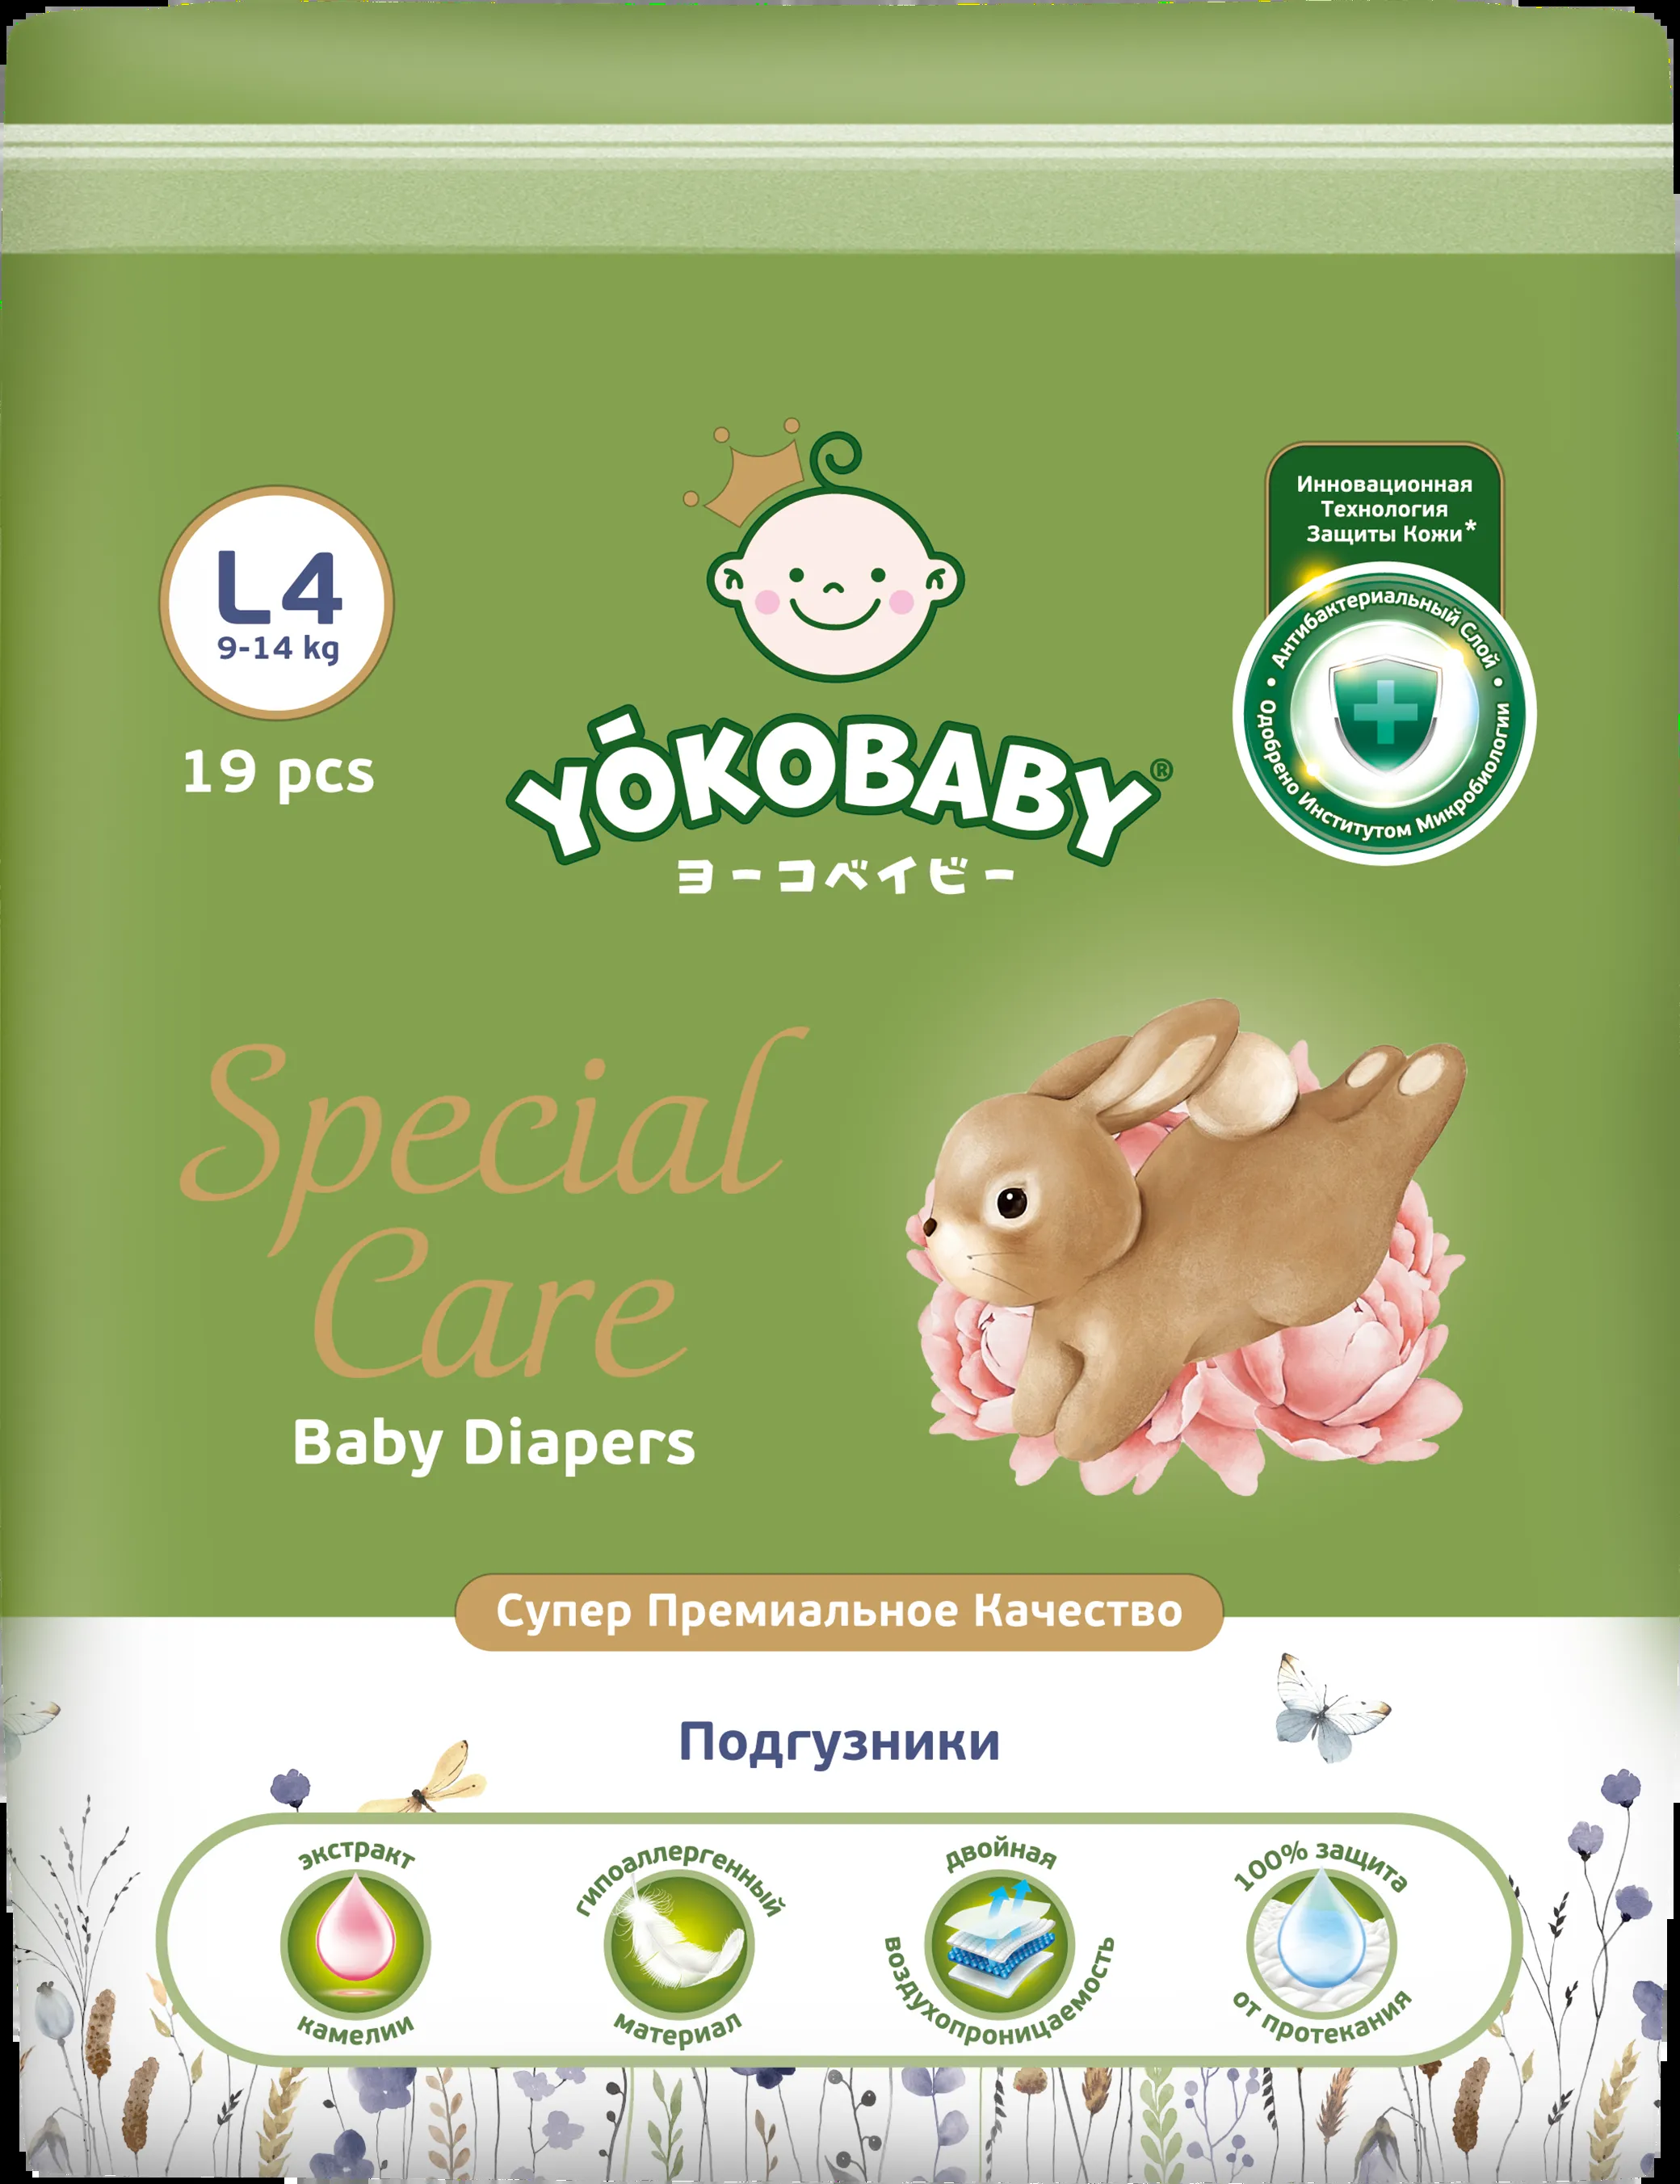 L4
9-14 kg
19 pcs
YŌKOBABY®
ヨーコベイビー
Инновационная
Технология
Защиты Кожи*
• Антибактериальный Слой •
Одобрено Институтом Микробиологии
Special
Care
Baby Diapers
Супер Премиальное Качество
Подгузники
экстракт
камелии
гипоаллергенный
материал
двойная
воздухопроницаемость
100% защита
от протекания